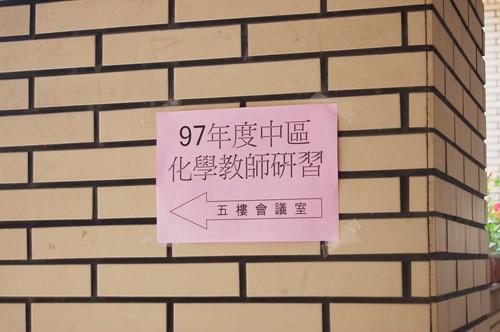 97年度中區
化學教師研習
五樓會議室